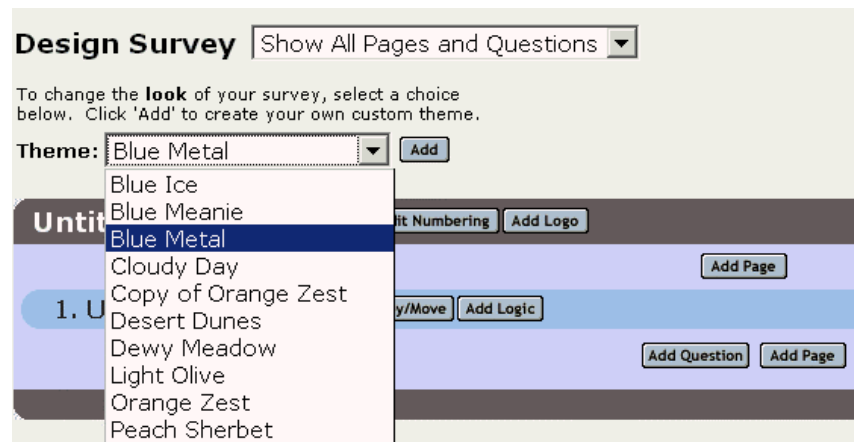 Design Survey Show All Pages and Questions
To change the look of your survey, select a choice
below. Click 'Add' to create your own custom theme.
Theme: Blue Metal Add
Blue Ice
Blue Meanie
Blue Metal
Cloudy Day
Copy of Orange Zest
Desert Dunes
Dewy Meadow
Light Olive
Orange Zest
Peach Sherbet
Numbering Add Logo
Add Page
1. /Move Add Logic
Add Question Add Page